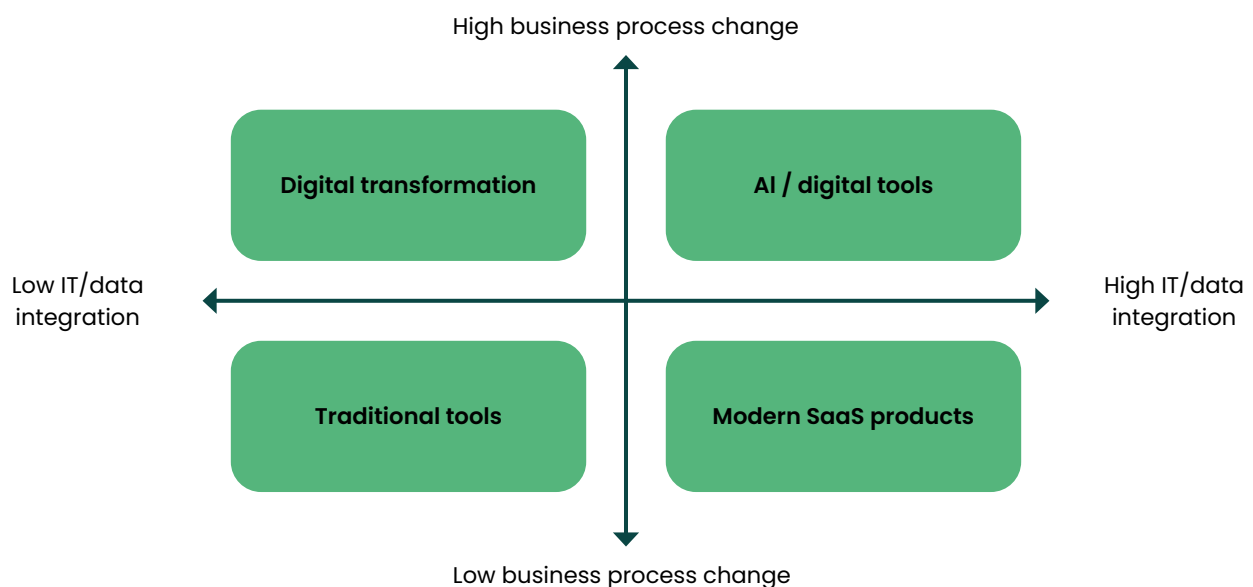 High business process change
Digital transformation
AI / digital tools
Low IT/data
integration
High IT/data
integration
Traditional tools
Modern SaaS products
Low business process change